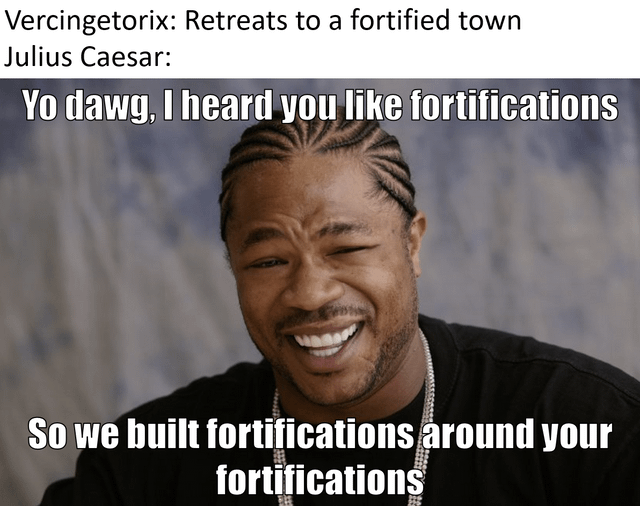 Vercingetorix: Retreats to a fortified town
Julius Caesar:
Yo dawg, I heard you like fortifications
So we built fortifications around your
fortifications